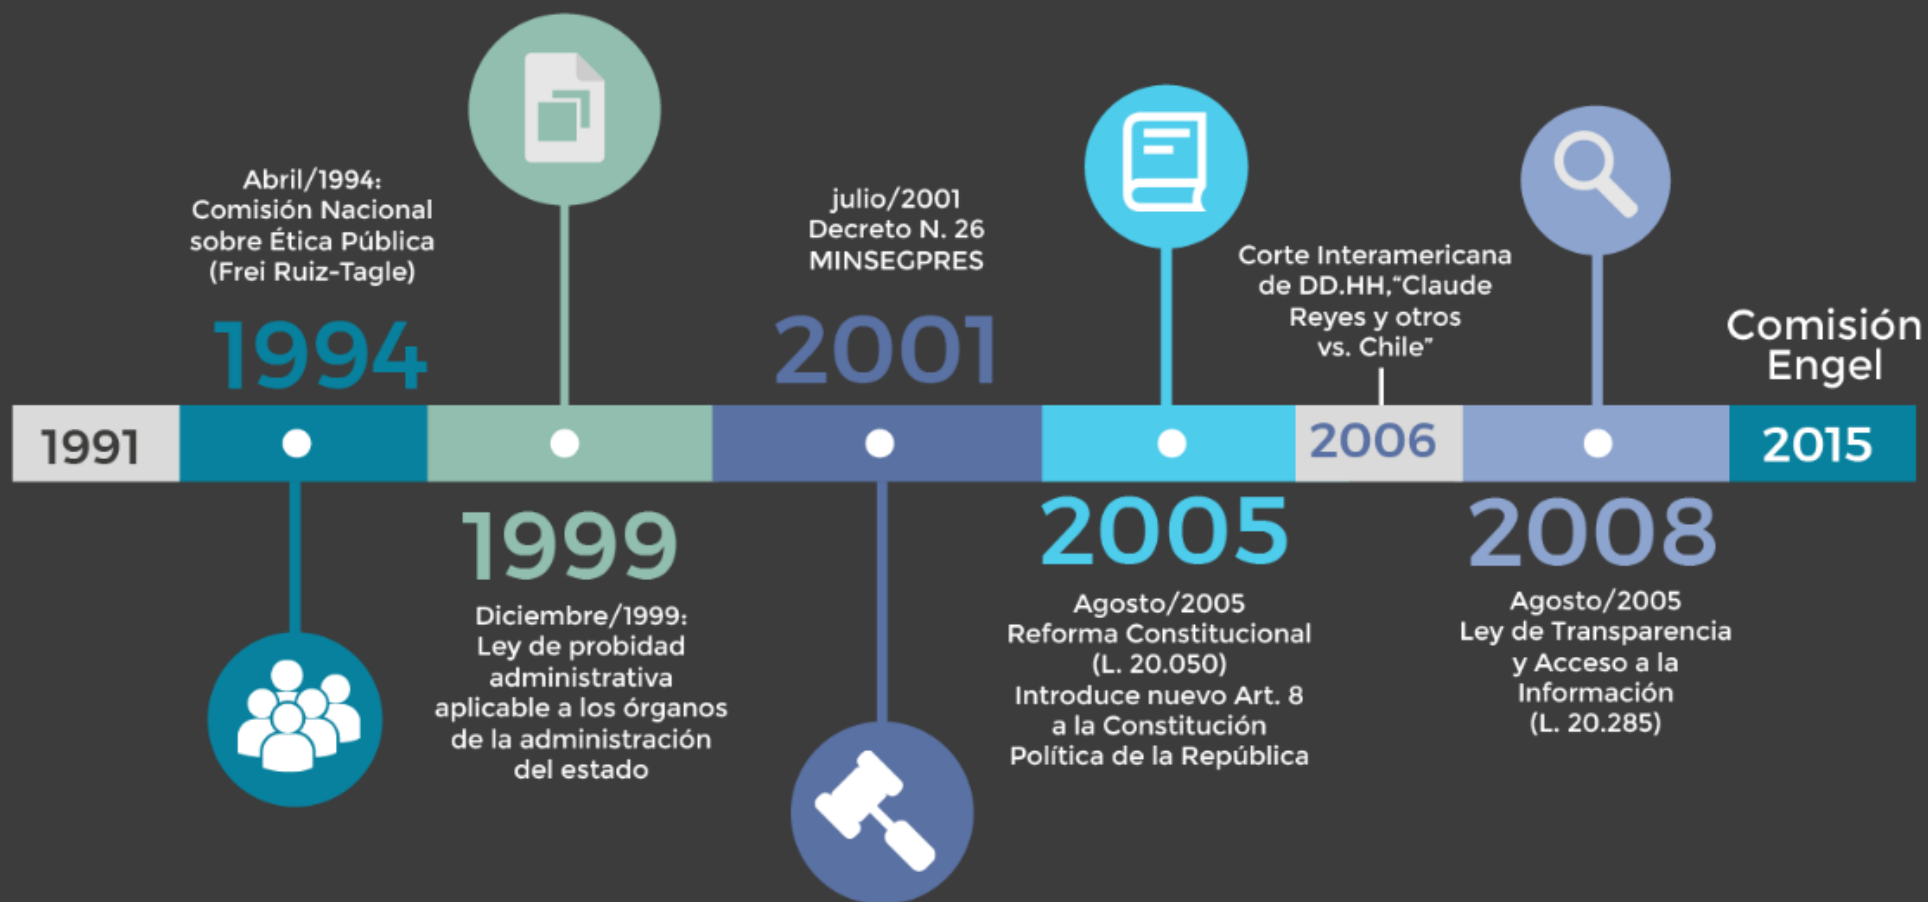 1991
Abril/1994:
Comisión Nacional
sobre Ética Pública
(Frei Ruiz-Tagle)
1994
1999
Diciembre/1999:
Ley de probidad
administrativa
aplicable a los órganos
de la administración
del estado
julio/2001
Decreto N. 26
MINSEGPRES
2001
2005
Agosto/2005
Reforma Constitucional
(L. 20.050)
Introduce nuevo Art. 8
a la Constitución
Política de la República
Corte Interamericana
de DD.HH,"Claude
Reyes y otros
vs. Chile"
2006
2008
Agosto/2005
Ley de Transparencia
y Acceso a la
Información
(L. 20.285)
Comisión
Engel
2015